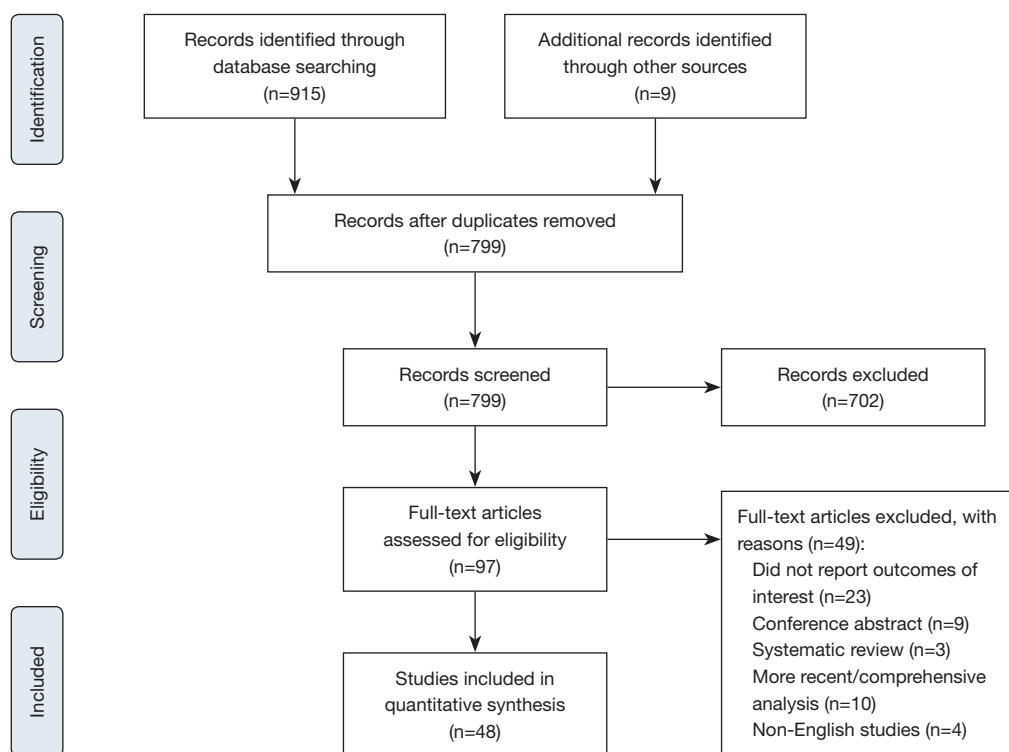 Identification
Records identified through
database searching
(n=915)
Additional records identified
through other sources
(n=9)
Screening
Records after duplicates removed
(n=799)
Records screened
(n=799)
Records excluded
(n=702)
Eligibility
Full-text articles
assessed for eligibility
(n=97)
Full-text articles excluded, with
reasons (n=49):
Did not report outcomes of
interest (n=23)
Conference abstract (n=9)
Systematic review (n=3)
More recent/comprehensive
analysis (n=10)
Non-English studies (n=4)
Included
Studies included in
quantitative synthesis
(n=48)